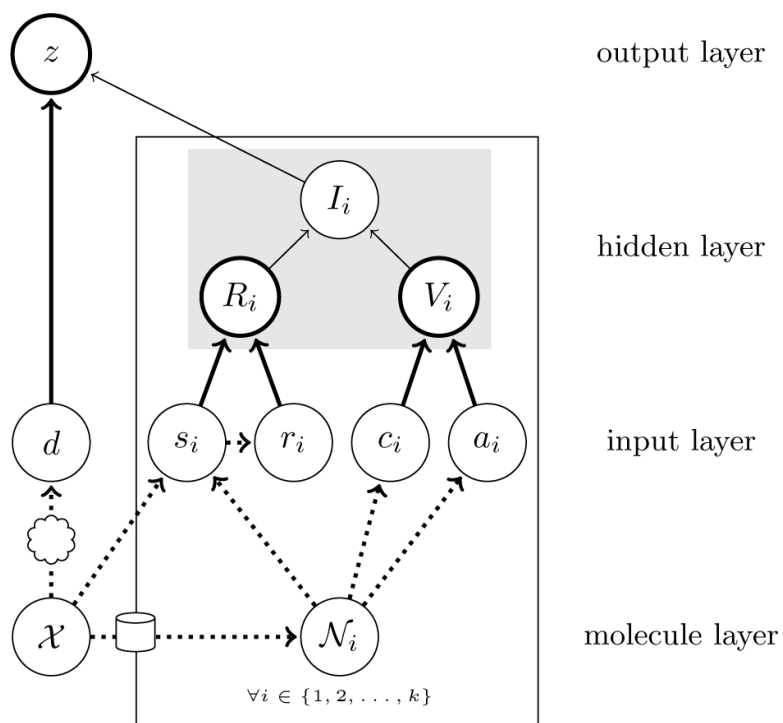 z output layer
I_i
hidden layer
R_i V_i
d s_i r_i c_i a_i input layer
𝒳 𝒩_i molecule layer
∀i ∈ {1, 2, . . . , k}